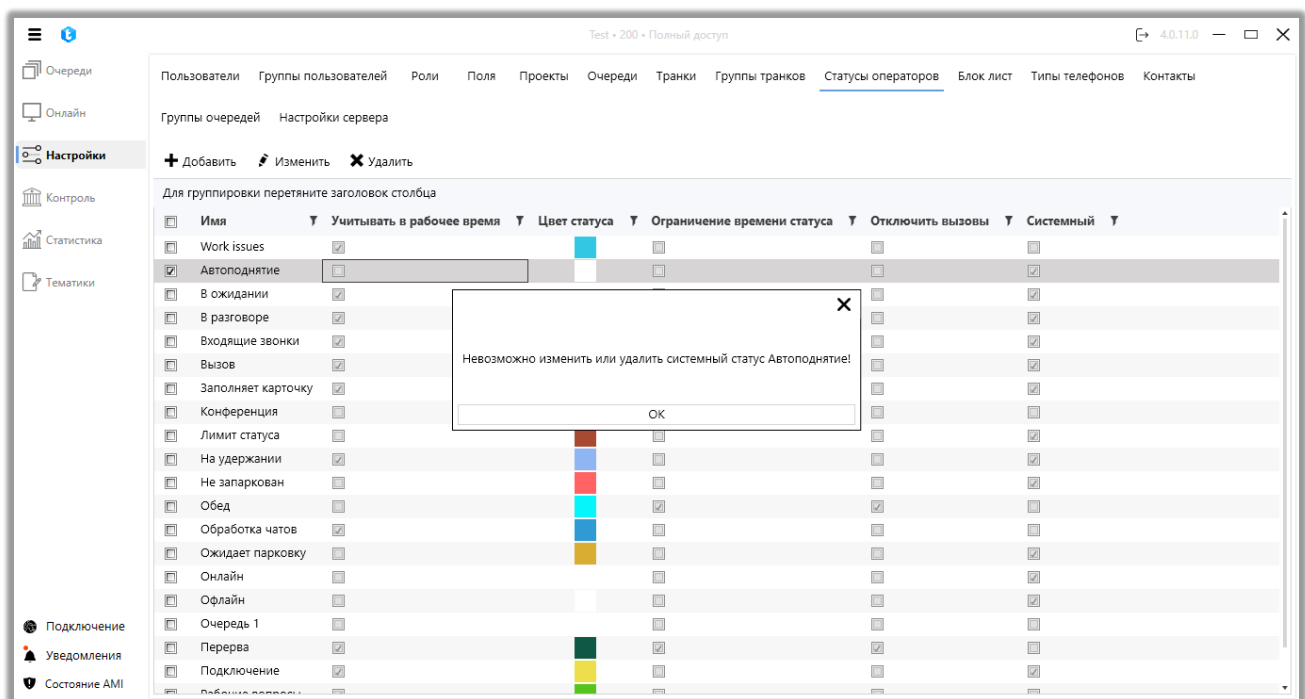 Test • 200 • Полный доступ
4.0.11.0
Очереди
Онлайн
Настройки
Контроль
Статистика
Тематики
Подключение
Уведомления
Состояние AMI
Пользователи Группы пользователей Роли Поля Проекты Очереди Транки Группы транков Статусы операторов Блок лист Типы телефонов Контакты
Группы очередей Настройки сервера
Добавить Изменить Удалить
Для группировки перетяните заголовок столбца
Имя Учитывать в рабочее время Цвет статуса Ограничение времени статуса Отключить вызовы Системный
Work issues
Автоподнятие
В ожидании
В разговоре
Входящие звонки
Вызов
Заполняет карточку
Конференция
Лимит статуса
На удержании
Не запаркован
Обед
Обработка чатов
Ожидает парковку
Онлайн
Офлайн
Очередь 1
Перерыв
Подключение
Рабочие вопросы
Невозможно изменить или удалить системный статус Автоподнятие!
ОК